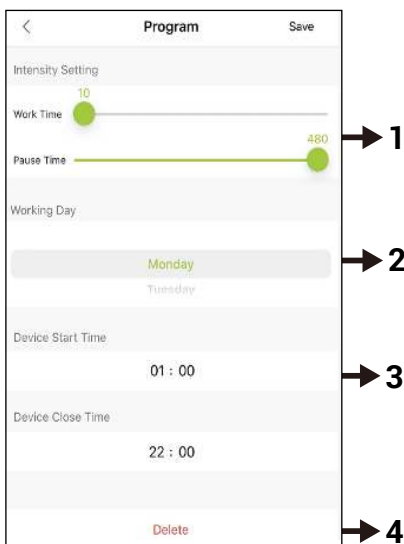 Program Save
Intensity Setting
10
Work Time
480
1
Pause Time
Working Day
Monday
2
Tuesday
Device Start Time
01 : 00
3
Device Close Time
22 : 00
Delete
4